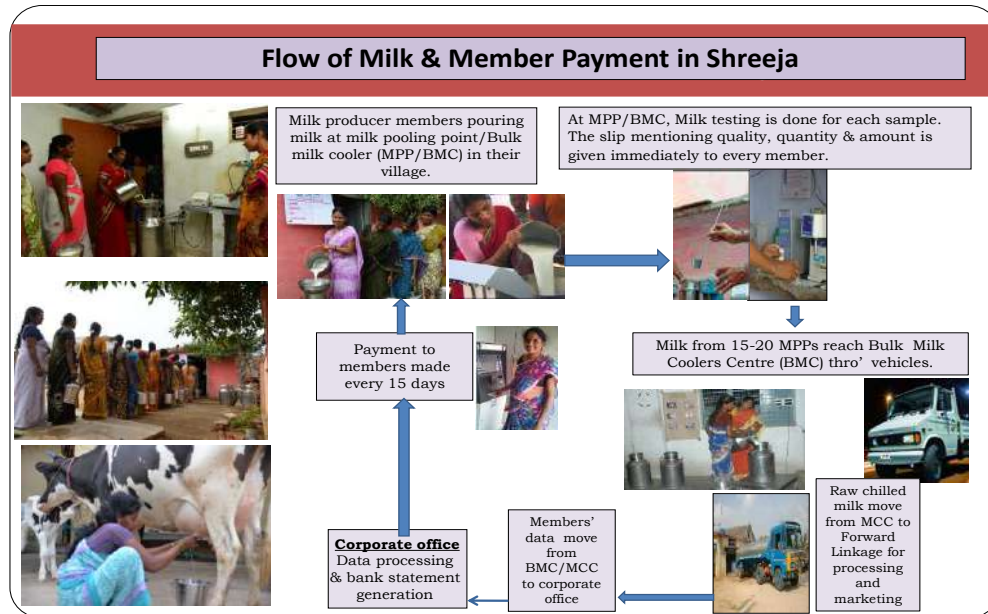 Flow of Milk & Member Payment in Shreeja
Milk producer members pouring
milk at milk pooling point/Bulk
milk cooler (MPP/BMC) in their
village.
At MPP/BMC, Milk testing is done for each sample.
The slip mentioning quality, quantity & amount is
given immediately to every member.
Milk from 15-20 MPPs reach Bulk Milk
Coolers Centre (BMC) thro' vehicles.
Raw chilled
milk move
from MCC to
Forward
Linkage for
processing
and
marketing
Members'
data move
from
BMC/MCC
to corporate
office
Corporate office
Data processing
& bank statement
generation
Payment to
members made
every 15 days